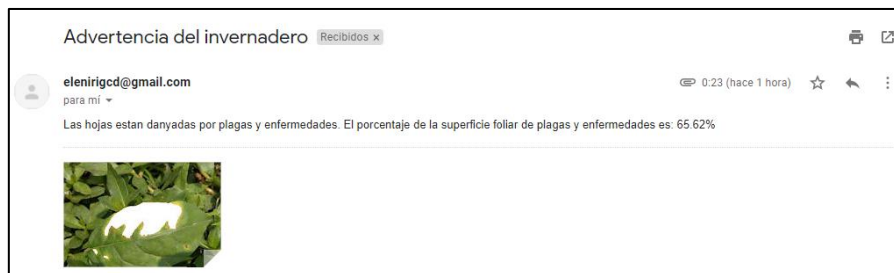 Advertencia del invernadero Recibidos x
elenirigcd@gmail.com 0:23 (hace 1 hora)
para mí
Las hojas estan danyadas por plagas y enfermedades. El porcentaje de la superficie foliar de plagas y enfermedades es: 65.62%